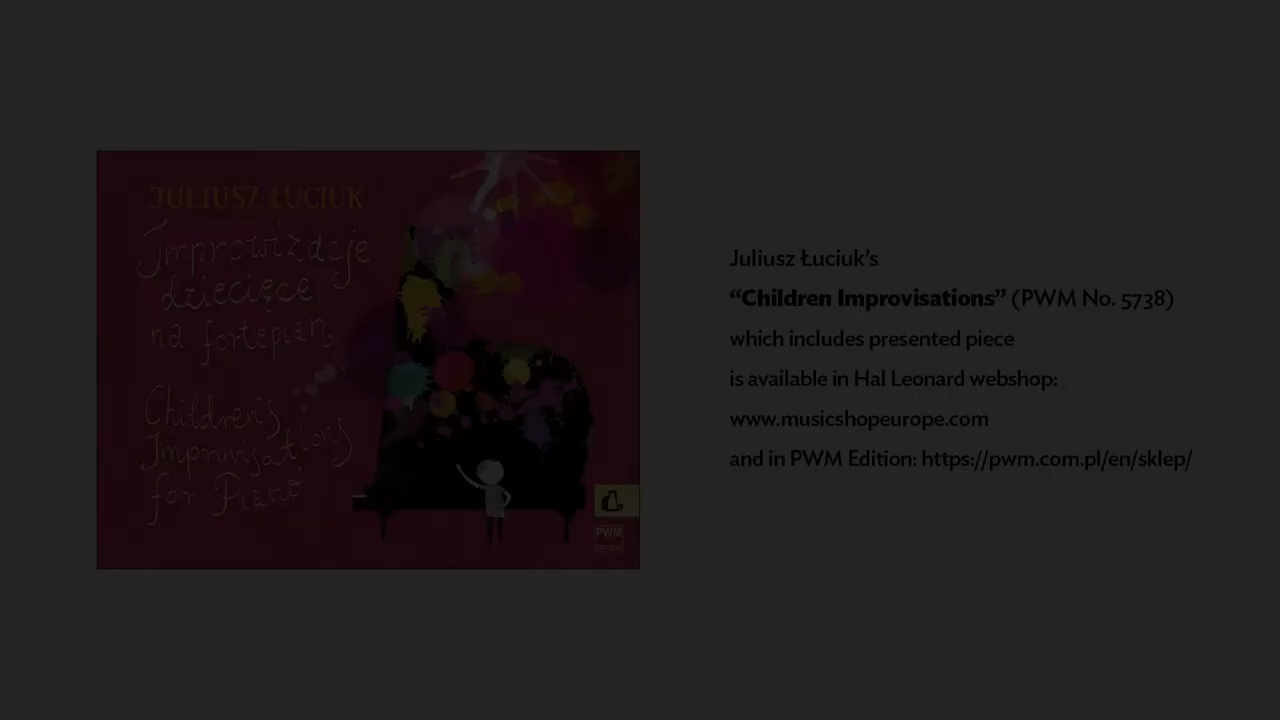 JULIUSZ ŁUCIUK
Improwizacje
dziecięce
na fortepian
Children's
Improvisations
for Piano
PWM
Juliusz Łuciuk’s
“Children Improvisations” (PWM No. 5738)
which includes presented piece
is available in Hal Leonard webshop:
www.musicshopeurope.com
and in PWM Edition: https://pwm.com.pl/en/sklep/